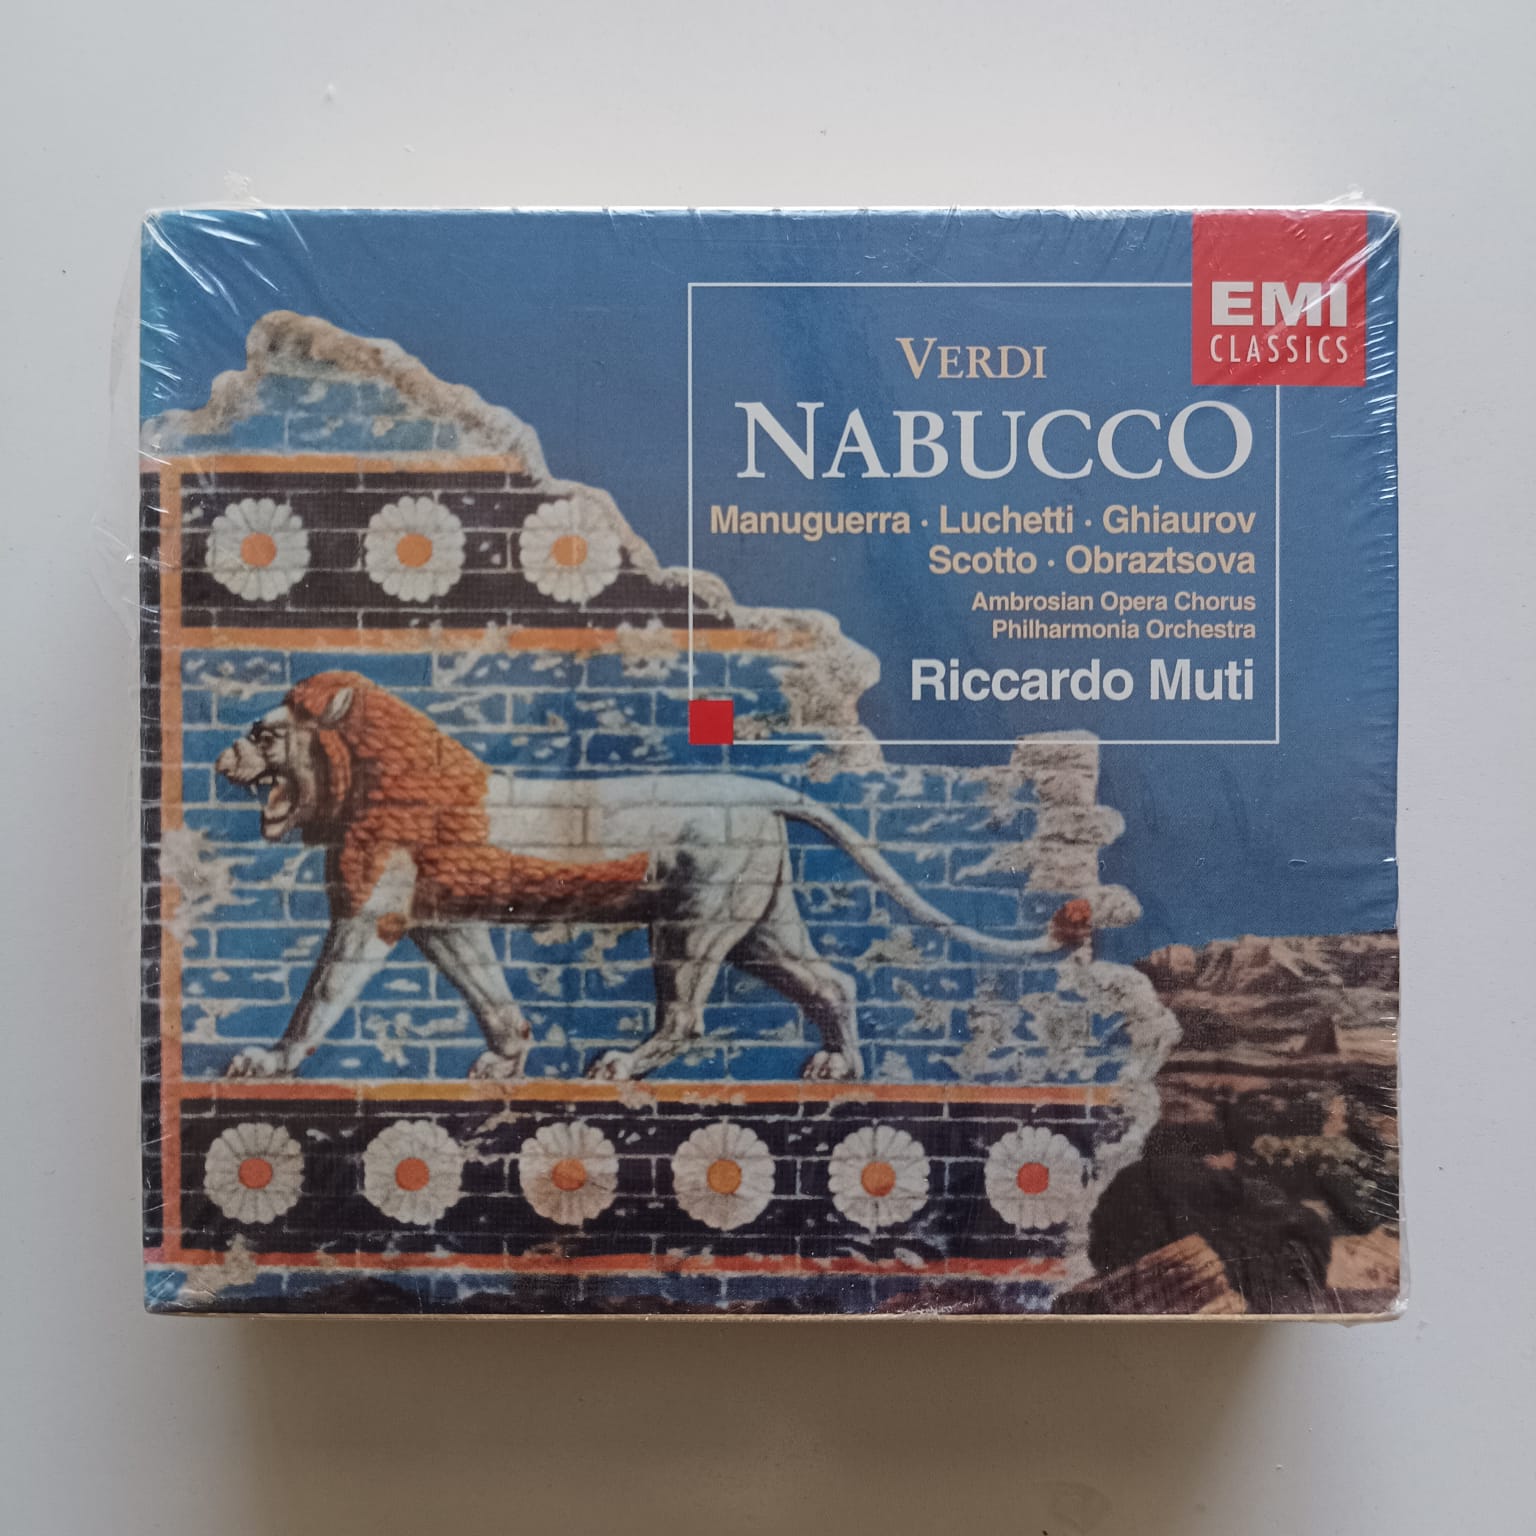 EMI
CLASSICS
VERDI
NABUCCO
Manuguerra · Luchetti · Ghiaurov
Scotto · Obraztsova
Ambrosian Opera Chorus
Philharmonia Orchestra
Riccardo Muti